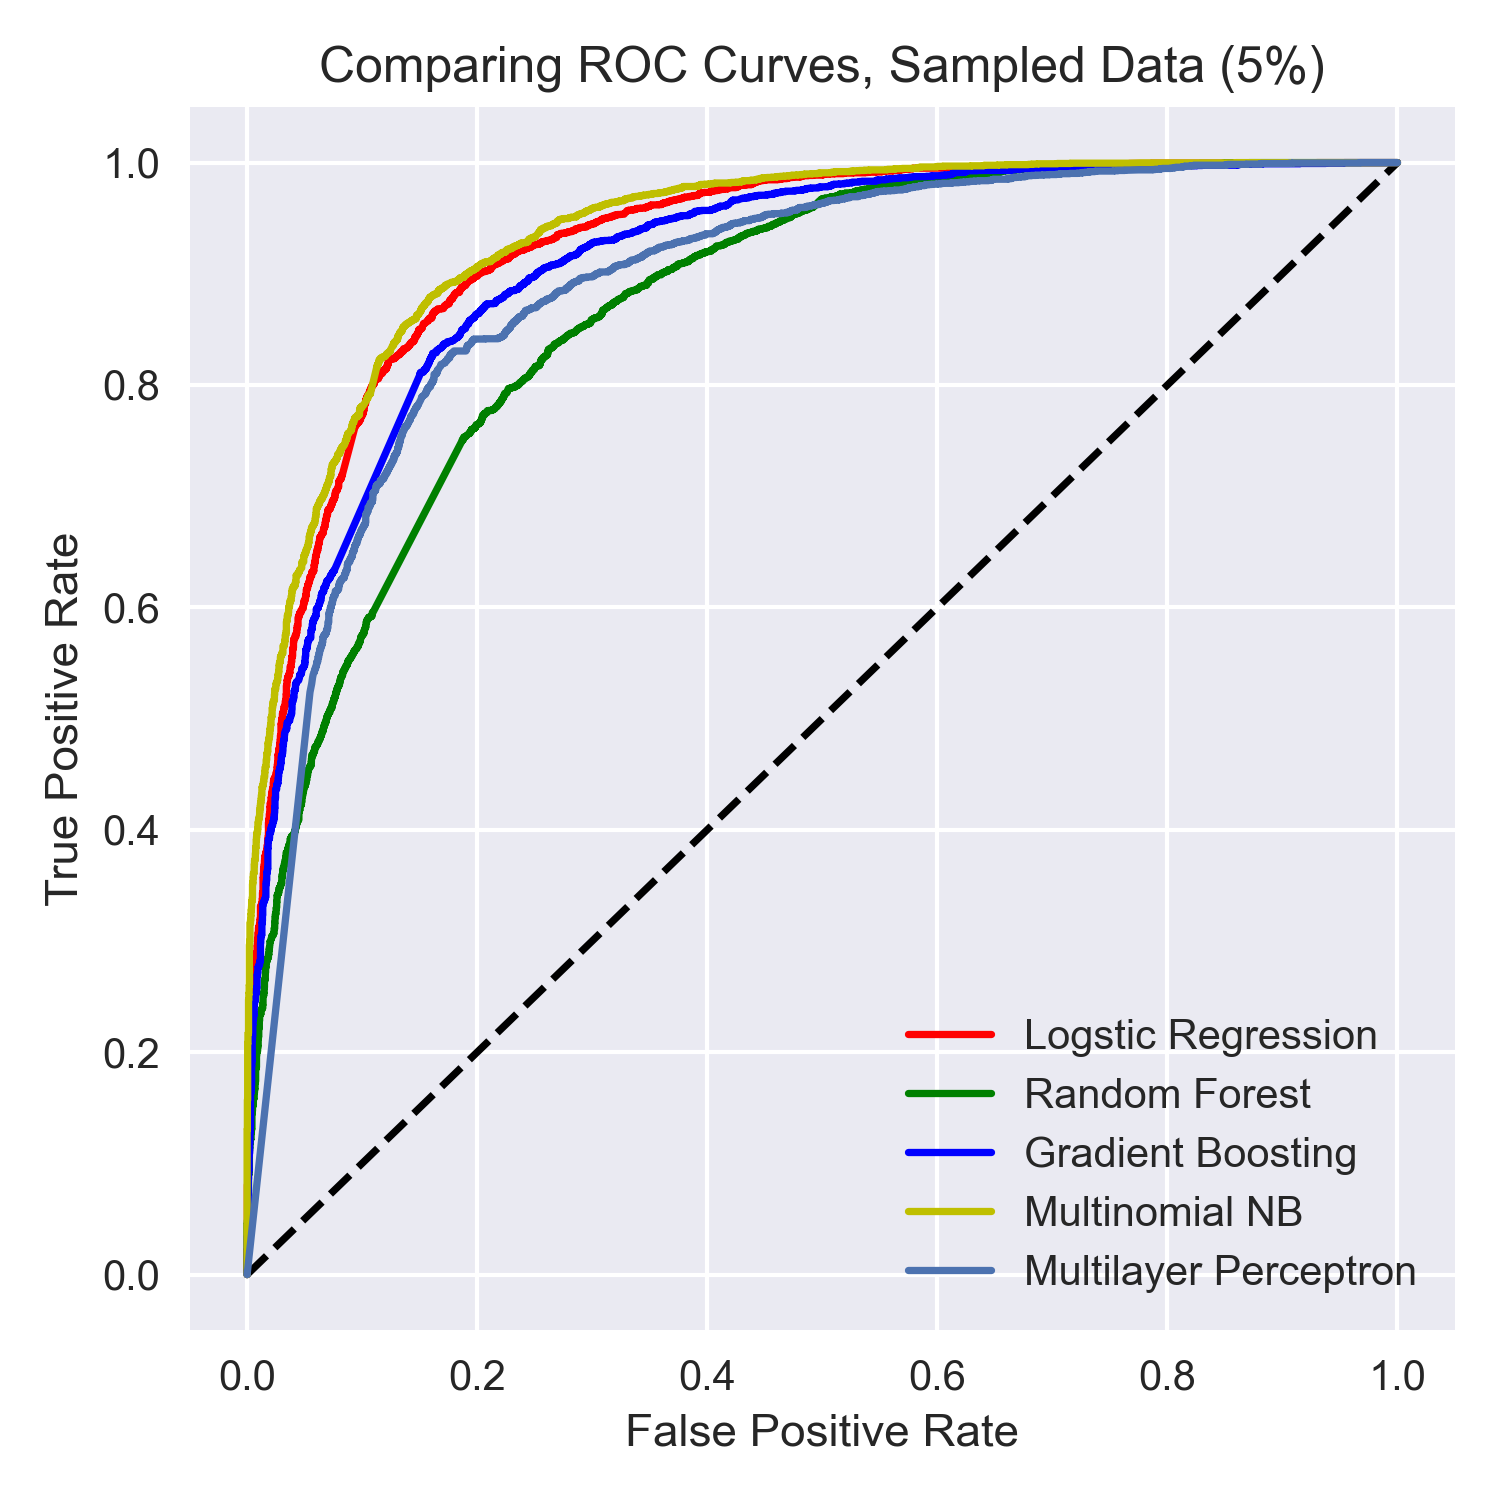 Comparing ROC Curves, Sampled Data (5%)
1.0
0.8
0.6
0.4
0.2
0.0
True Positive Rate
Logstic Regression
Random Forest
Gradient Boosting
Multinomial NB
Multilayer Perceptron
0.0 0.2 0.4 0.6 0.8 1.0
False Positive Rate